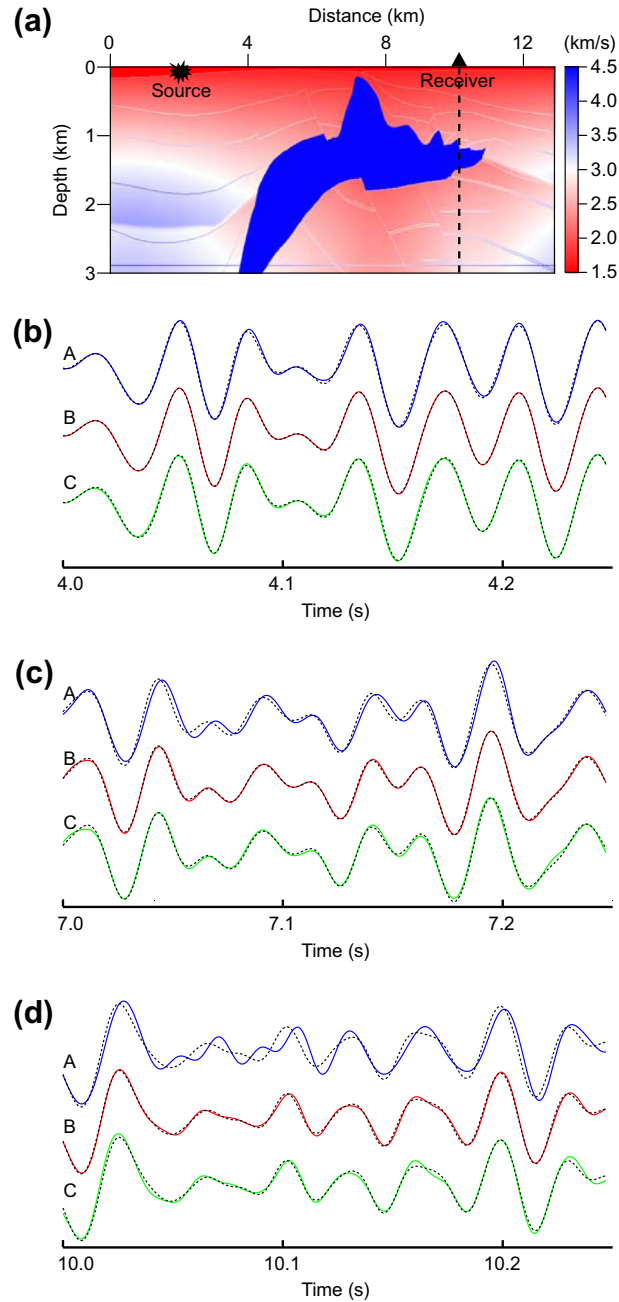 (a)
Distance (km)
0 4 8 12 (km/s)
Source
Receiver
Depth (km)
0
1
2
3
4.5
4.0
3.5
3.0
2.5
2.0
1.5
(b)
A
B
C
4.0 4.1 4.2
Time (s)
(c)
A
B
C
7.0 7.1 7.2
Time (s)
(d)
A
B
C
10.0 10.1 10.2
Time (s)